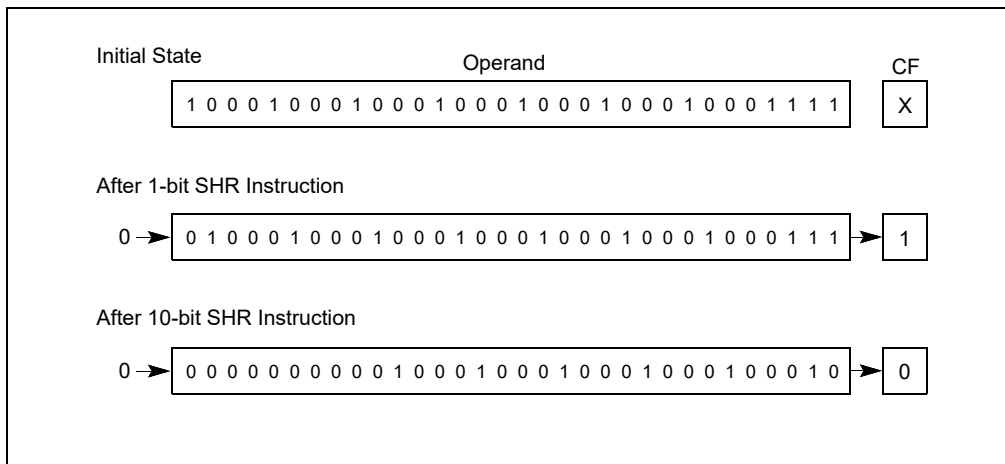 Initial State
Operand
CF
1 0 0 0 1 0 0 0 1 0 0 0 1 0 0 0 1 0 0 0 1 0 0 0 1 0 0 0 1 1 1 1
X
After 1-bit SHR Instruction
0
0 1 0 0 0 1 0 0 0 1 0 0 0 1 0 0 0 1 0 0 0 1 0 0 0 1 0 0 0 1 1 1
1
After 10-bit SHR Instruction
0
0 0 0 0 0 0 0 0 0 0 1 0 0 0 1 0 0 0 1 0 0 0 1 0 0 0 1 0 0 0 1 0
0